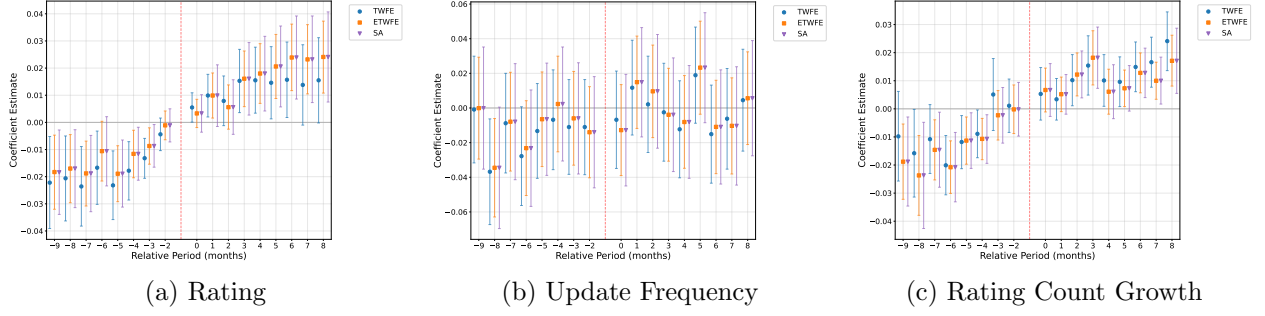 TWFE
ETWFE
SA
0.04
0.03
0.02
0.01
0.00
−0.01
−0.02
−0.03
−0.04
Coefficient Estimate
−9 −8 −7 −6 −5 −4 −3 −2 0 1 2 3 4 5 6 7 8
Relative Period (months)
(a) Rating
TWFE
ETWFE
SA
0.06
0.04
0.02
0.00
−0.02
−0.04
−0.06
Coefficient Estimate
−9 −8 −7 −6 −5 −4 −3 −2 0 1 2 3 4 5 6 7 8
Relative Period (months)
(b) Update Frequency
TWFE
ETWFE
SA
0.04
0.03
0.02
0.01
0.00
−0.01
−0.02
−0.03
−0.04
Coefficient Estimate
−9 −8 −7 −6 −5 −4 −3 −2 0 1 2 3 4 5 6 7 8
Relative Period (months)
(c) Rating Count Growth